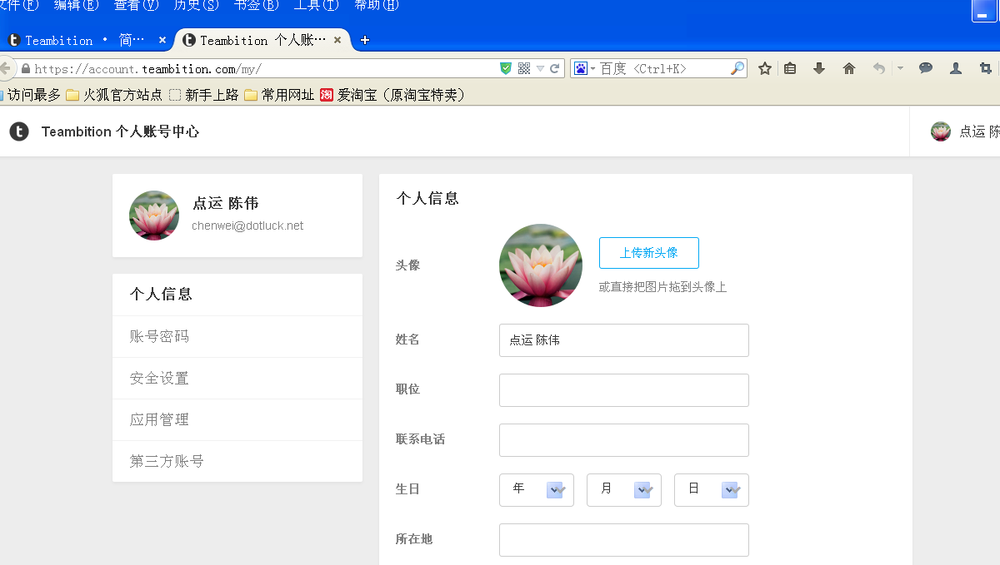 文件(F) 编辑(E) 查看(V) 历史(S) 书签(B) 工具(T) 帮助(H)
Teambition • 简… × Teambition 个人账… × +
https://account.teambition.com/my/ 百度 <Ctrl+K>
访问最多 火狐官方站点 新手上路 常用网址 淘 爱淘宝（原淘宝特卖）
t Teambition 个人账号中心 点运 陈
点运 陈伟
chenwei@dotluck.net
个人信息
账号密码
安全设置
应用管理
第三方账号
个人信息
头像
上传新头像
或直接把图片拖到头像上
姓名 点运 陈伟
职位
联系电话
生日 年 月 日
所在地